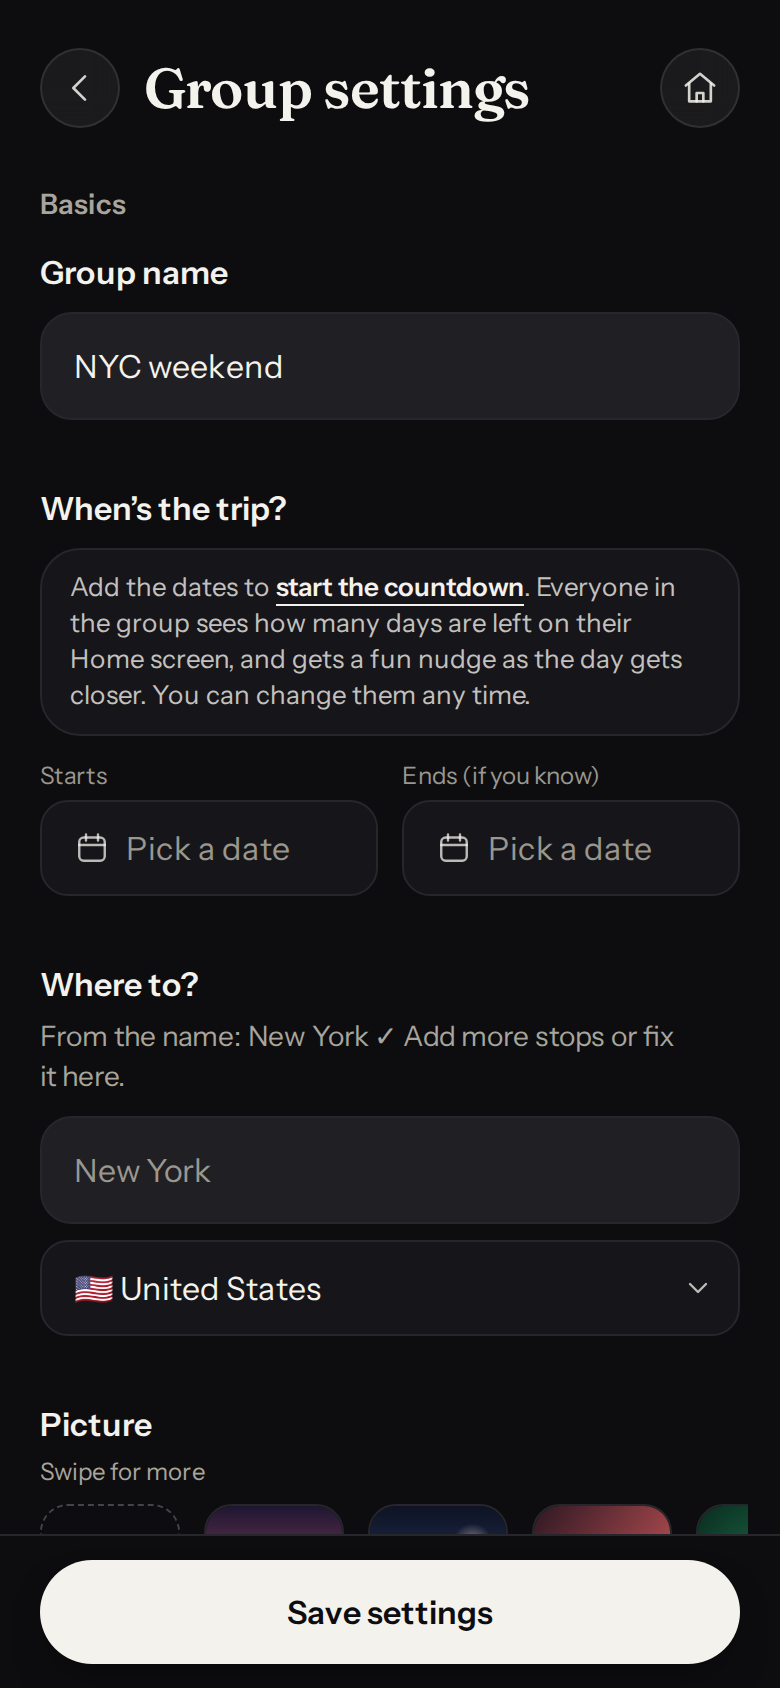 Group settings
Basics
Group name
NYC weekend
When’s the trip?
Add the dates to start the countdown. Everyone in
the group sees how many days are left on their
Home screen, and gets a fun nudge as the day gets
closer. You can change them any time.
Starts
Ends (if you know)
Pick a date
Pick a date
Where to?
From the name: New York ✓ Add more stops or fix
it here.
New York
🇺🇸 United States
Picture
Swipe for more
Save settings